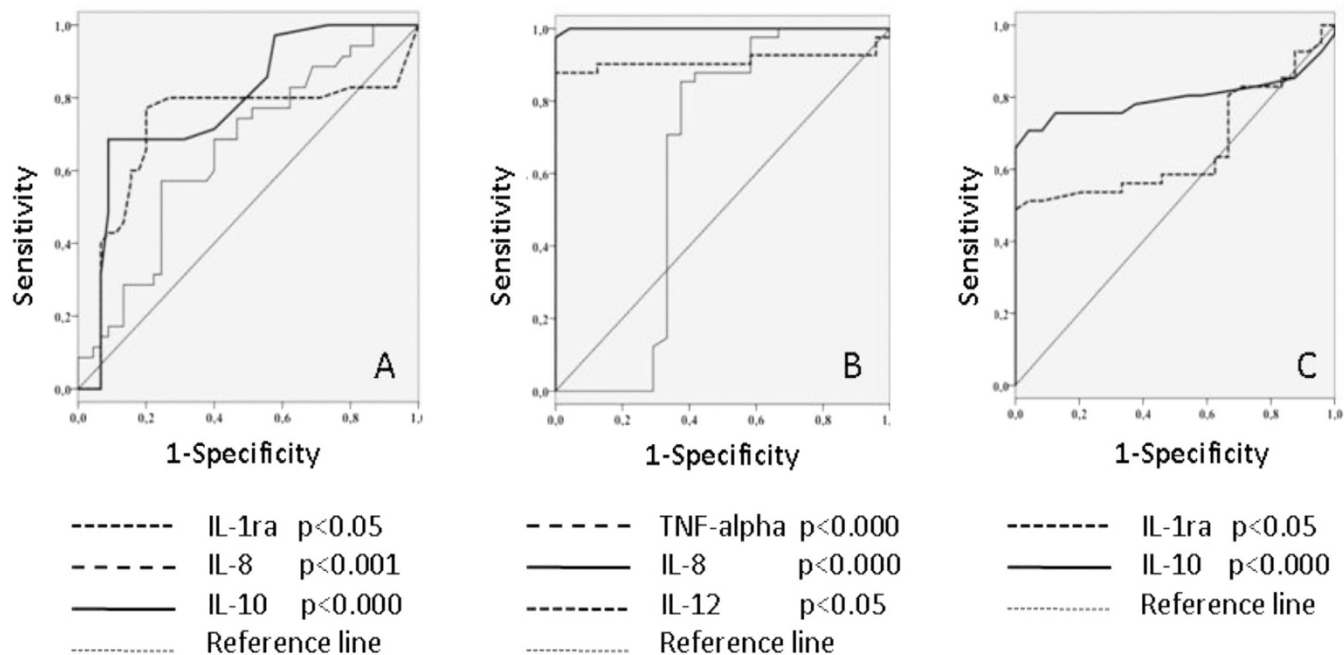 1,0
0,8
0,6
0,4
0,2
0,0
Sensitivity
A
0,0 0,2 0,4 0,6 0,8 1,
1-Specificity
IL-1ra p<0.05
IL-8 p<0.001
IL-10 p<0.000
Reference line
1,0
0,8
0,6
0,4
0,2
0,0
Sensitivity
B
0,0 0,2 0,4 0,6 0,8 1,
1-Specificity
TNF-alpha p<0.000
IL-8 p<0.000
IL-12 p<0.05
Reference line
1,0
0,8
0,6
0,4
0,2
0,0
Sensitivity
C
0,0 0,2 0,4 0,6 0,8 1,0
1-Specificity
IL-1ra p<0.05
IL-10 p<0.000
Reference line